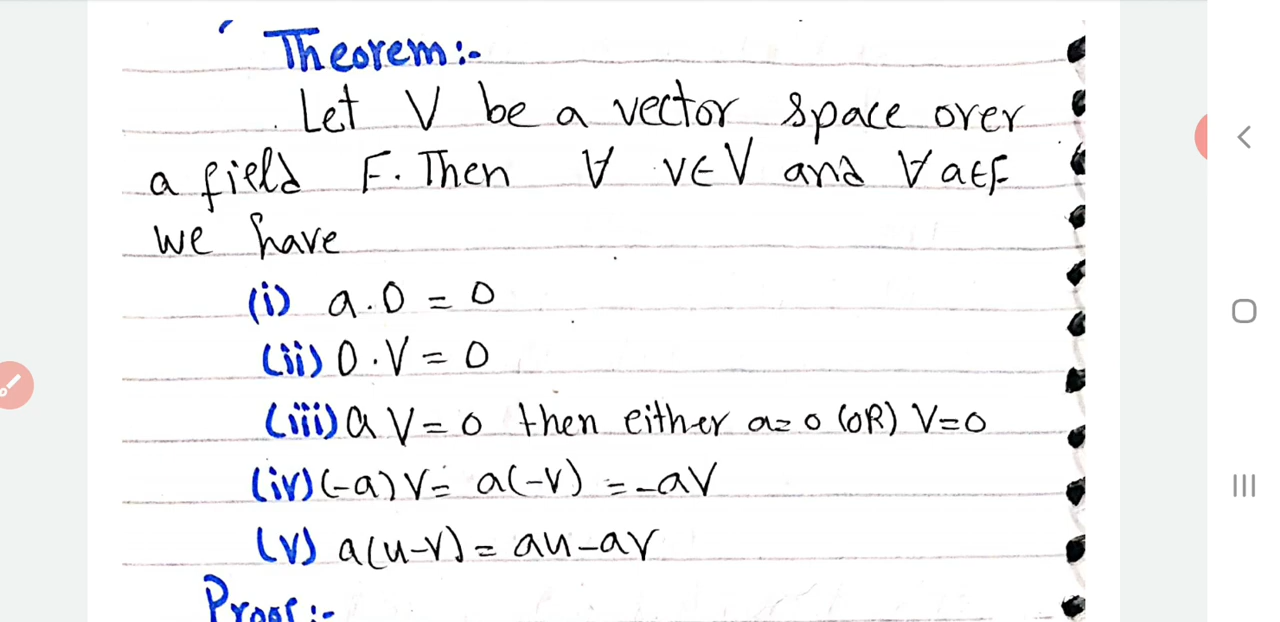 Theorem:-
Let V be a vector space over
a field F. Then ∀ v∈V and ∀ a∈F
we have
(i) a.0 = 0
(ii) 0.V = 0
(iii) a V = 0 then either a=0 (OR) V=0
(iv) (-a) V = a(-v) = -av
(v) a(u-v) = au-av
Proof:-